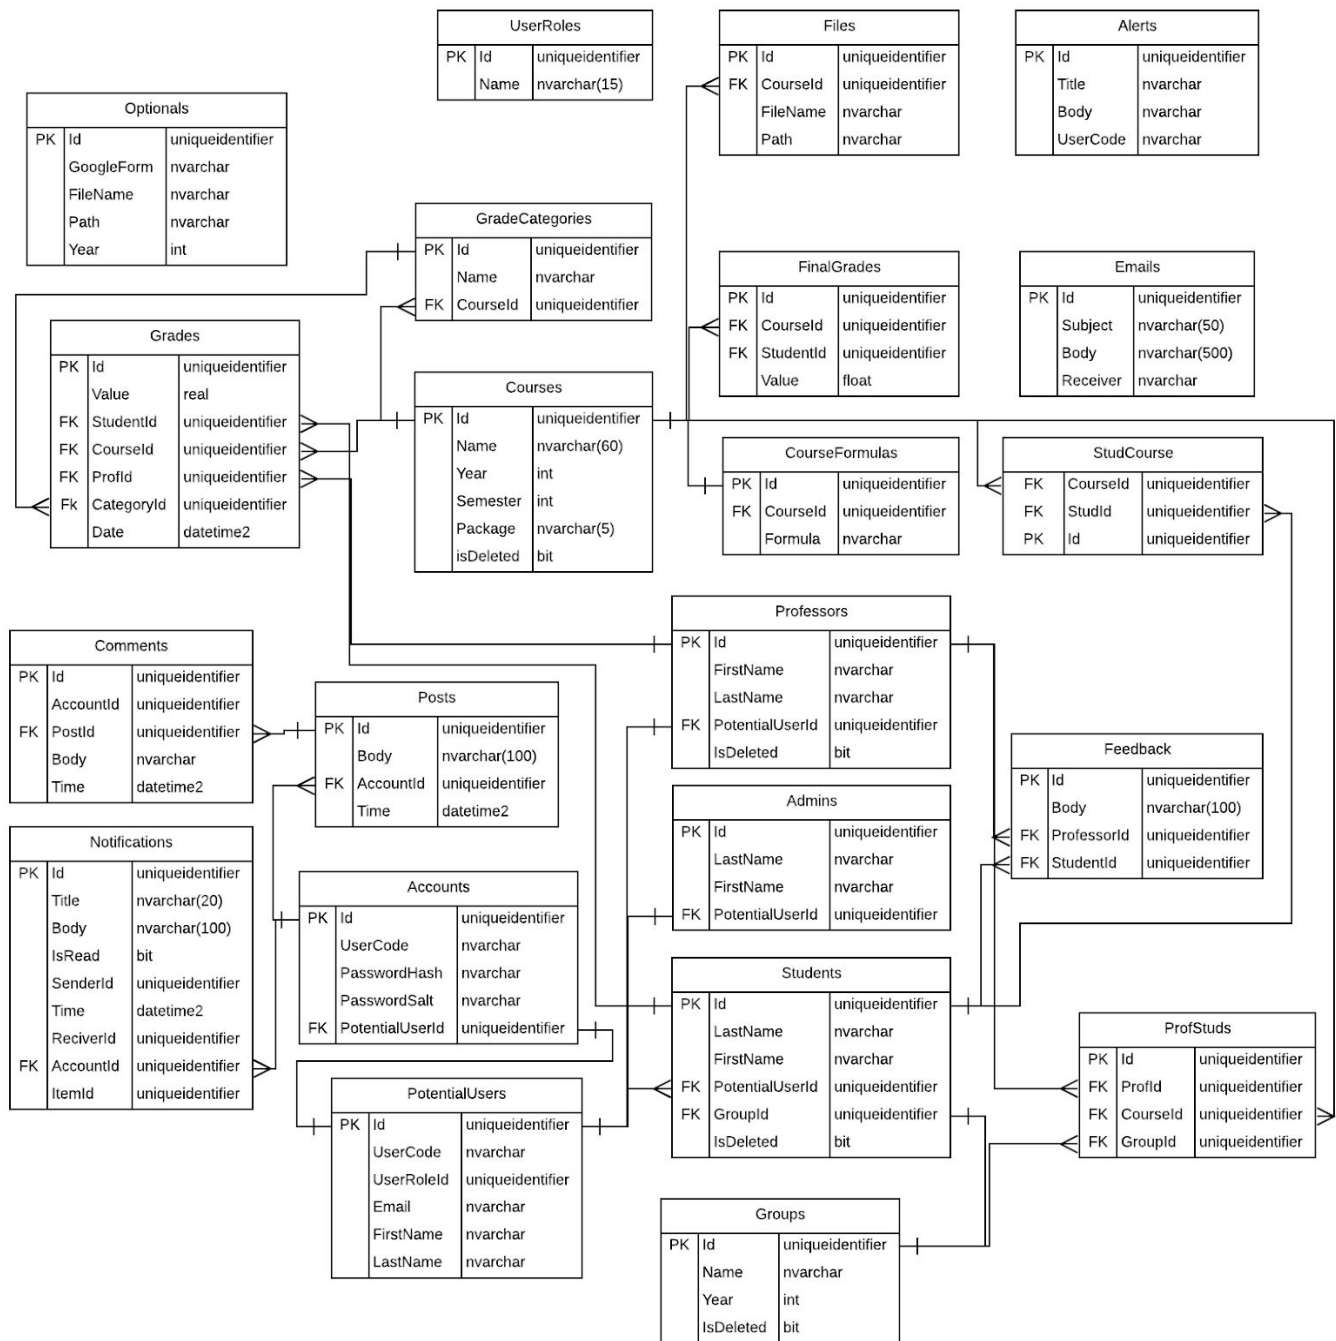 UserRoles
PK Id uniqueidentifier
Name nvarchar(15)
Files
PK Id uniqueidentifier
FK CourseId uniqueidentifier
FileName nvarchar
Path nvarchar
Alerts
PK Id uniqueidentifier
Title nvarchar
Body nvarchar
UserCode nvarchar
Optionals
PK Id uniqueidentifier
GoogleForm nvarchar
FileName nvarchar
Path nvarchar
Year int
GradeCategories
PK Id uniqueidentifier
Name nvarchar
FK CourseId uniqueidentifier
FinalGrades
PK Id uniqueidentifier
FK CourseId uniqueidentifier
FK StudentId uniqueidentifier
Value float
Emails
PK Id uniqueidentifier
Subject nvarchar(50)
Body nvarchar(500)
Receiver nvarchar
Grades
PK Id uniqueidentifier
Value real
FK StudentId uniqueidentifier
FK CourseId uniqueidentifier
FK ProfId uniqueidentifier
Fk CategoryId uniqueidentifier
Date datetime2
Courses
PK Id uniqueidentifier
Name nvarchar(60)
Year int
Semester int
Package nvarchar(5)
isDeleted bit
CourseFormulas
PK Id uniqueidentifier
FK CourseId uniqueidentifier
Formula nvarchar
StudCourse
FK CourseId uniqueidentifier
FK StudId uniqueidentifier
PK Id uniqueidentifier
Professors
PK Id uniqueidentifier
FirstName nvarchar
LastName nvarchar
FK PotentialUserId uniqueidentifier
IsDeleted bit
Comments
PK Id uniqueidentifier
AccountId uniqueidentifier
FK PostId uniqueidentifier
Body nvarchar
Time datetime2
Posts
PK Id uniqueidentifier
Body nvarchar(100)
FK AccountId uniqueidentifier
Time datetime2
Feedback
PK Id uniqueidentifier
Body nvarchar(100)
FK ProfessorId uniqueidentifier
FK StudentId uniqueidentifier
Admins
PK Id uniqueidentifier
LastName nvarchar
FirstName nvarchar
FK PotentialUserId uniqueidentifier
Notifications
PK Id uniqueidentifier
Title nvarchar(20)
Body nvarchar(100)
IsRead bit
SenderId uniqueidentifier
Time datetime2
ReciverId uniqueidentifier
FK AccountId uniqueidentifier
ItemId uniqueidentifier
Accounts
PK Id uniqueidentifier
UserCode nvarchar
PasswordHash nvarchar
PasswordSalt nvarchar
FK PotentialUserId uniqueidentifier
Students
PK Id uniqueidentifier
LastName nvarchar
FirstName nvarchar
FK PotentialUserId uniqueidentifier
FK GroupId uniqueidentifier
IsDeleted bit
ProfStuds
PK Id uniqueidentifier
FK ProfId uniqueidentifier
FK CourseId uniqueidentifier
FK GroupId uniqueidentifier
PotentialUsers
PK Id uniqueidentifier
UserCode nvarchar
UserRoleId uniqueidentifier
Email nvarchar
FirstName nvarchar
LastName nvarchar
Groups
PK Id uniqueidentifier
Name nvarchar
Year int
IsDeleted bit